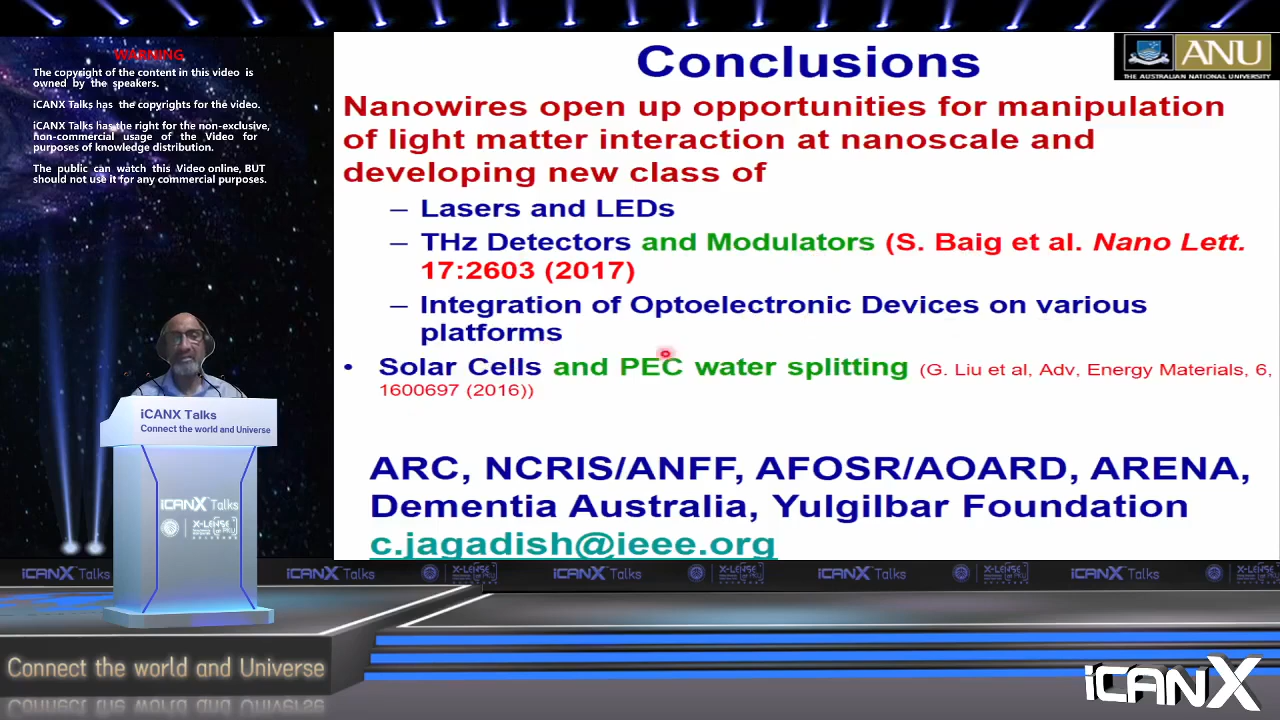 WARNING
The copyright of the content in this video is
owned by the speakers.
iCANX Talks has the copyrights for the video.
iCANX Talks has the right for the non-exclusive,
non-commercial usage of the Video for
purposes of knowledge distribution.
The public can watch this Video online, BUT
should not use it for any commercial purposes.
Conclusions
ANU
THE AUSTRALIAN NATIONAL UNIVERSITY
Nanowires open up opportunities for manipulation
of light matter interaction at nanoscale and
developing new class of
– Lasers and LEDs
– THz Detectors and Modulators (S. Baig et al. Nano Lett.
17:2603 (2017)
– Integration of Optoelectronic Devices on various
platforms
• Solar Cells and PEC water splitting (G. Liu et al, Adv, Energy Materials, 6,
1600697 (2016))
ARC, NCRIS/ANFF, AFOSR/AOARD, ARENA,
Dementia Australia, Yulgilbar Foundation
c.jagadish@ieee.org
iCANX Talks
Connect the world and Universe
iCANX Talks
X-LENSE
iCANX Talks
iCANX Talks
iCANX Talks
iCANX Talks
iCANX Talks
Connect the world and Universe
iCANX